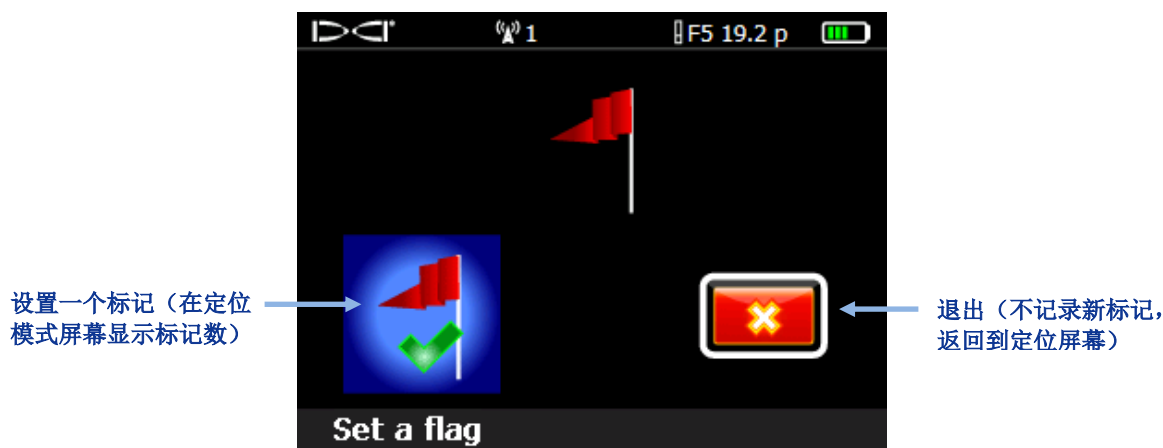 DCI
1
F5 19.2 p
设置一个标记（在定位
模式屏幕显示标记数）
退出（不记录新标记，
返回到定位屏幕）
Set a flag